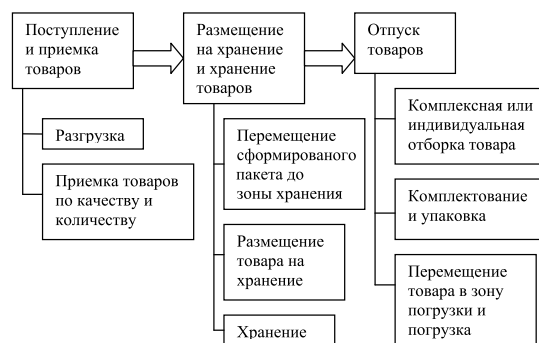 Поступление
и приемка
товаров
Размещение
на хранение
и хранение
товаров
Отпуск
товаров
Разгрузка
Приемка товаров
по качеству и
количеству
Перемещение
сформированого
пакета до
зоны хранения
Размещение
товара на
хранение
Хранение
Комплексная или
индивидуальная
отборка товара
Комплектование
и упаковка
Перемещение
товара в зону
погрузки и
погрузка